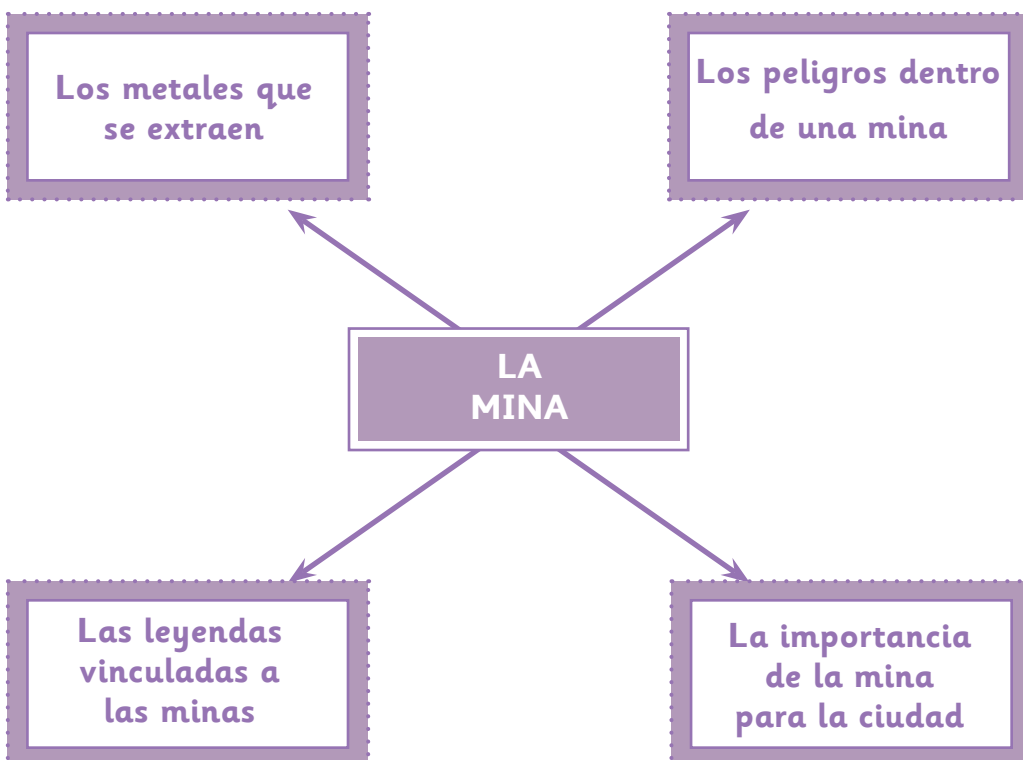 Los metales que
se extraen
Los peligros dentro
de una mina
LA
MINA
Las leyendas
vinculadas a
las minas
La importancia
de la mina
para la ciudad